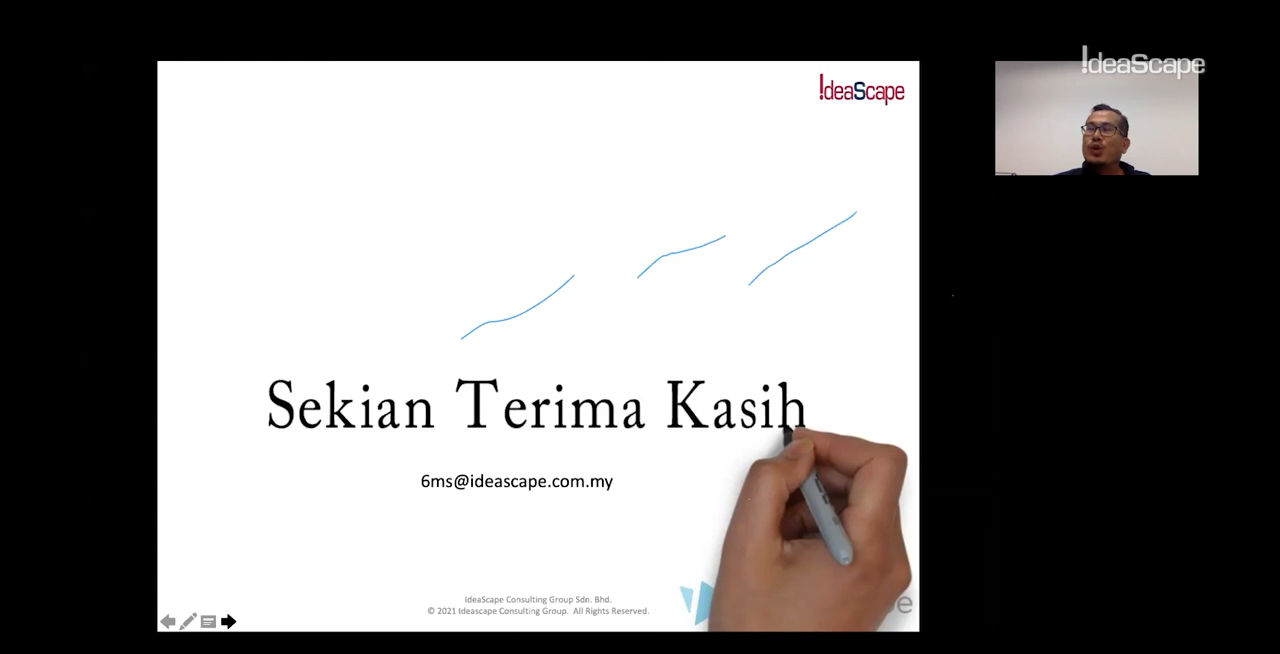 !deaScape
!deaScape
Sekian Terima Kasih
6ms@ideascape.com.my
IdeaScape Consulting Group Sdn. Bhd.
© 2021 Ideascape Consulting Group. All Rights Reserved.